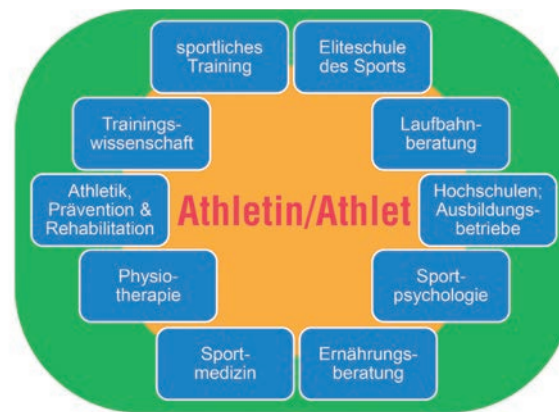 sportliches
Training
Eliteschule
des Sports
Trainings-
wissenschaft
Laufbahn-
beratung
Athletik,
Prävention &
Rehabilitation
Athletin/Athlet
Hochschulen;
Ausbildungs-
betriebe
Physio-
therapie
Sport-
psychologie
Sport-
medizin
Ernährungs-
beratung